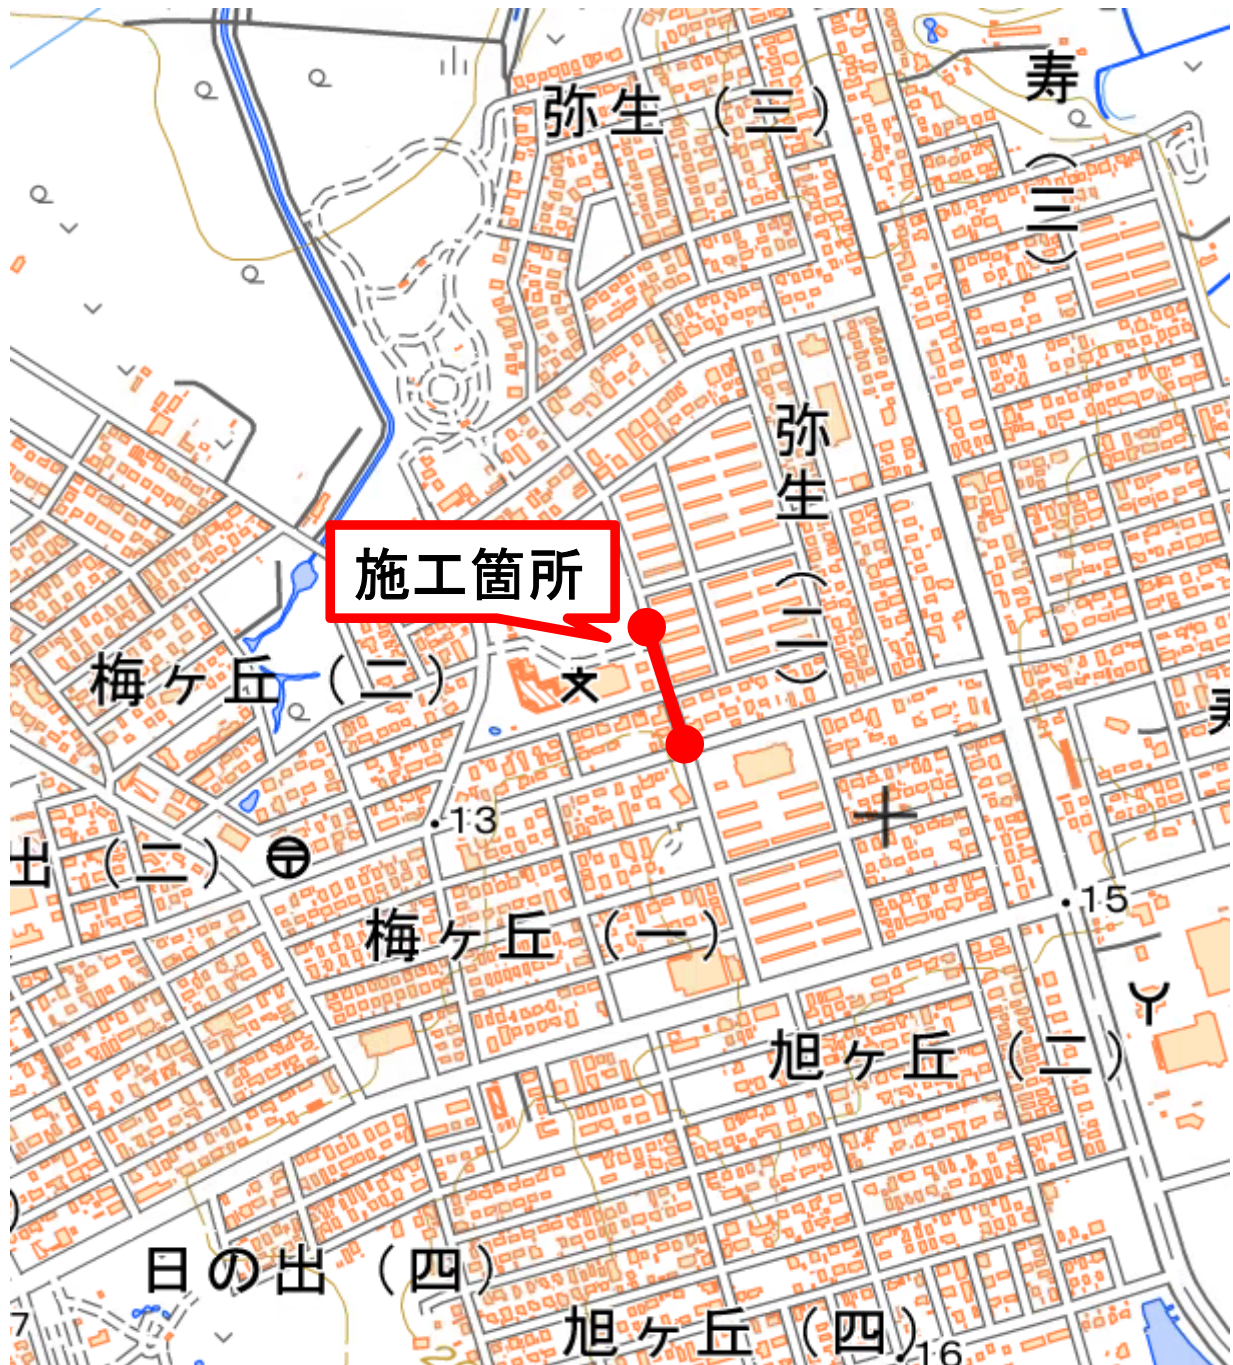 弥生（三）
寿（三）
弥生（二）
施工箇所
梅ヶ丘（二）
13
出（二）
15
梅ヶ丘（一）
旭ヶ丘（二）
日の出（四）
7
旭ヶ丘（四）
16